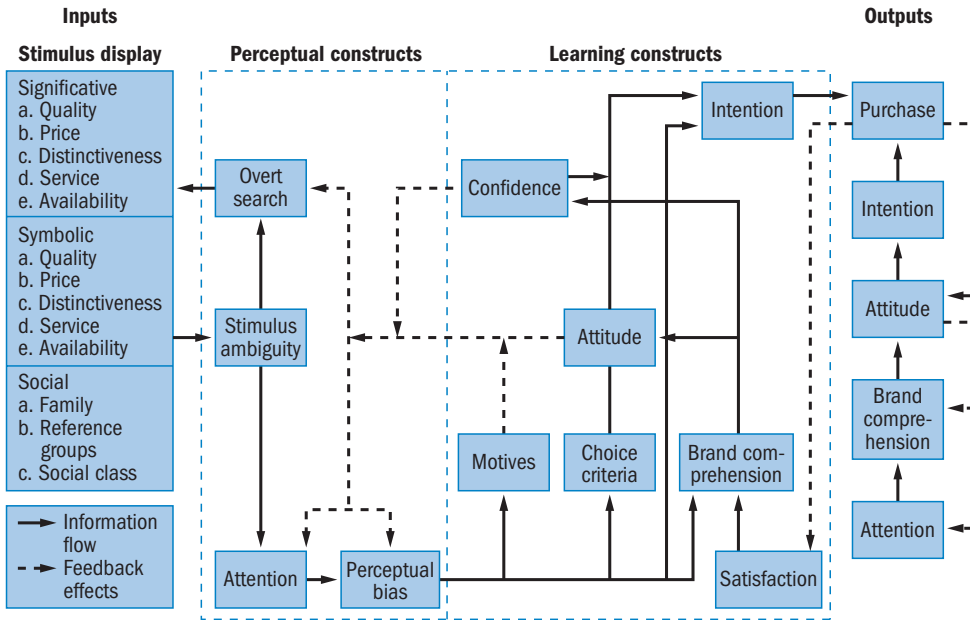 Inputs
Outputs
Stimulus display
Perceptual constructs
Learning constructs
Significative
a. Quality
b. Price
c. Distinctiveness
d. Service
e. Availability
Symbolic
a. Quality
b. Price
c. Distinctiveness
d. Service
e. Availability
Social
a. Family
b. Reference
groups
c. Social class
Information
flow
Feedback
effects
Overt
search
Stimulus
ambiguity
Attention
Perceptual
bias
Confidence
Intention
Attitude
Motives
Choice
criteria
Brand com-
prehension
Satisfaction
Purchase
Intention
Attitude
Brand
compre-
hension
Attention